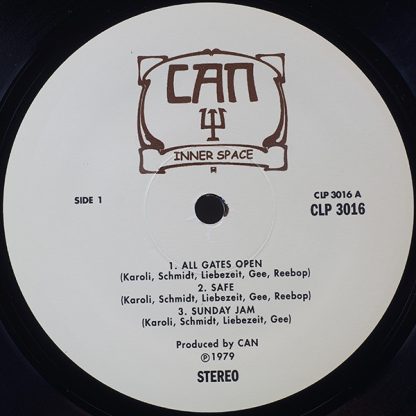 CAN
INNER SPACE
SIDE 1
CLP 3016 A
CLP 3016
1. ALL GATES OPEN
(Karoli, Schmidt, Liebezeit, Gee, Reebop)
2. SAFE
(Karoli, Schmidt, Liebezeit, Gee, Reebop)
3. SUNDAY JAM
(Karoli, Schmidt, Liebezeit, Gee)
Produced by CAN
℗1979
STEREO